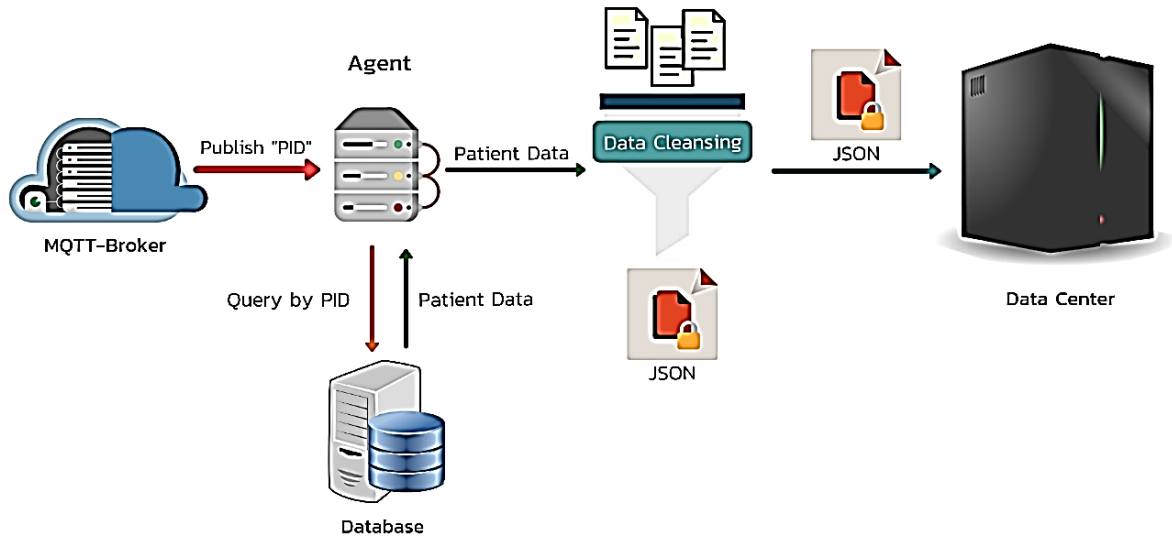 Agent
Publish "PID"
Patient Data
Data Cleansing
JSON
MQTT-Broker
Query by PID
Patient Data
JSON
Data Center
Database